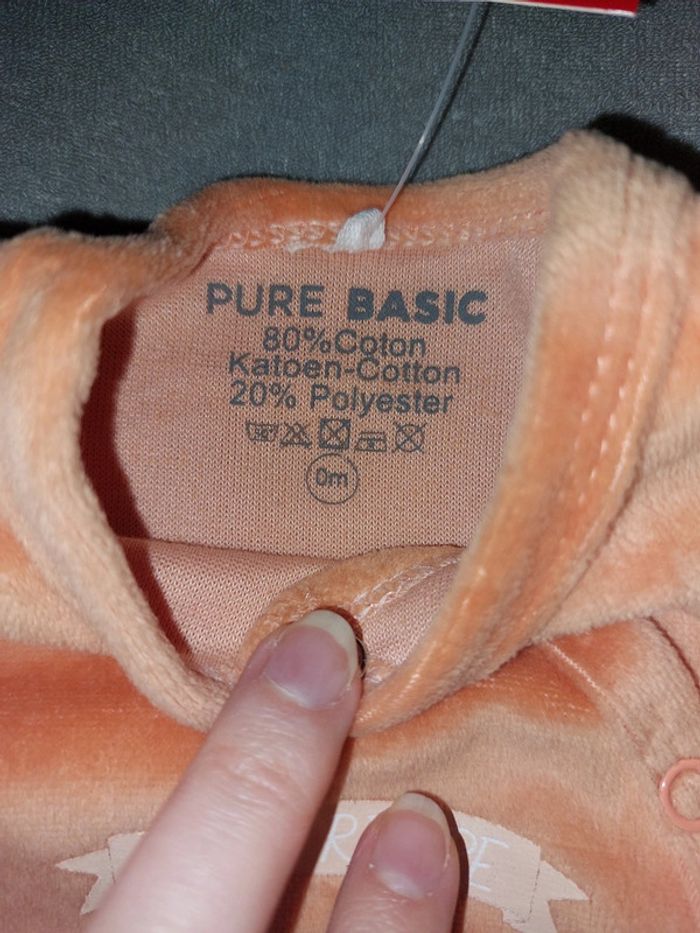 PURE BASIC
80%Coton
Katoen-Cotton
20% Polyester
0m